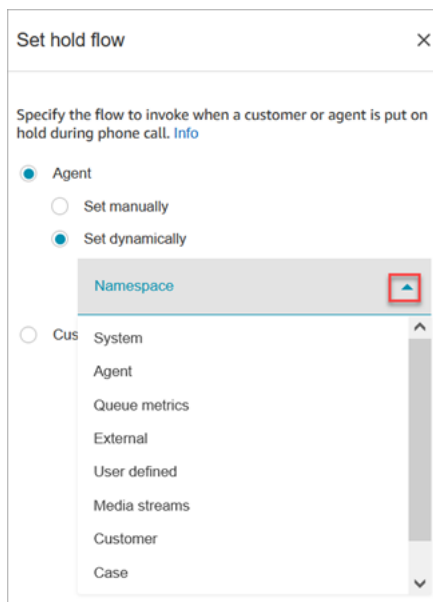 Set hold flow
Specify the flow to invoke when a customer or agent is put on
hold during phone call. Info
Agent
Set manually
Set dynamically
Namespace
Cus
System
Agent
Queue metrics
External
User defined
Media streams
Customer
Case